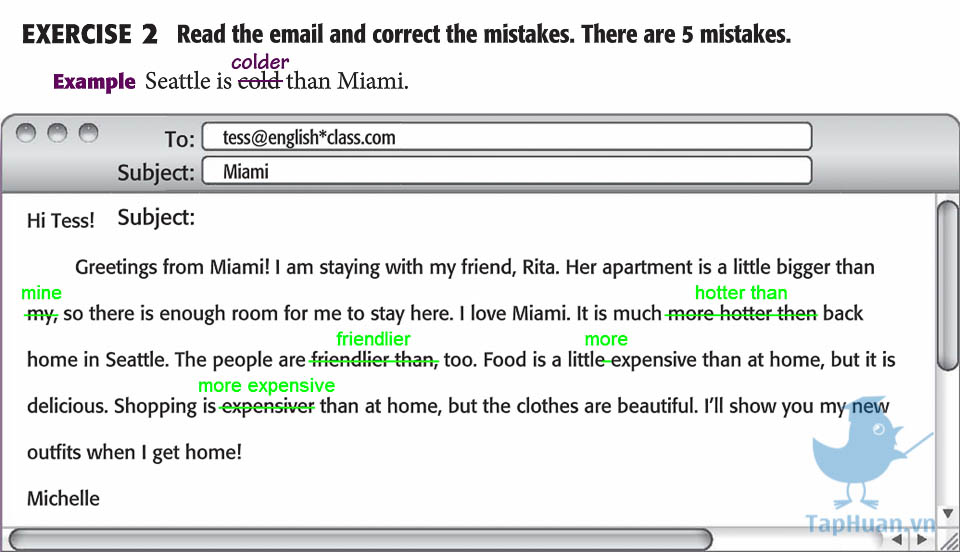 EXERCISE 2 Read the email and correct the mistakes. There are 5 mistakes.
colder
Example Seattle is cold than Miami.
To: tess@english*class.com
Subject: Miami
Hi Tess! Subject:
Greetings from Miami! I am staying with my friend, Rita. Her apartment is a little bigger than
mine hotter than
my, so there is enough room for me to stay here. I love Miami. It is much more hotter then back
friendlier more
home in Seattle. The people are friendlier than, too. Food is a little expensive than at home, but it is
more expensive
delicious. Shopping is expensiver than at home, but the clothes are beautiful. I'll show you my new
outfits when I get home!
Michelle
TapHuan.vn